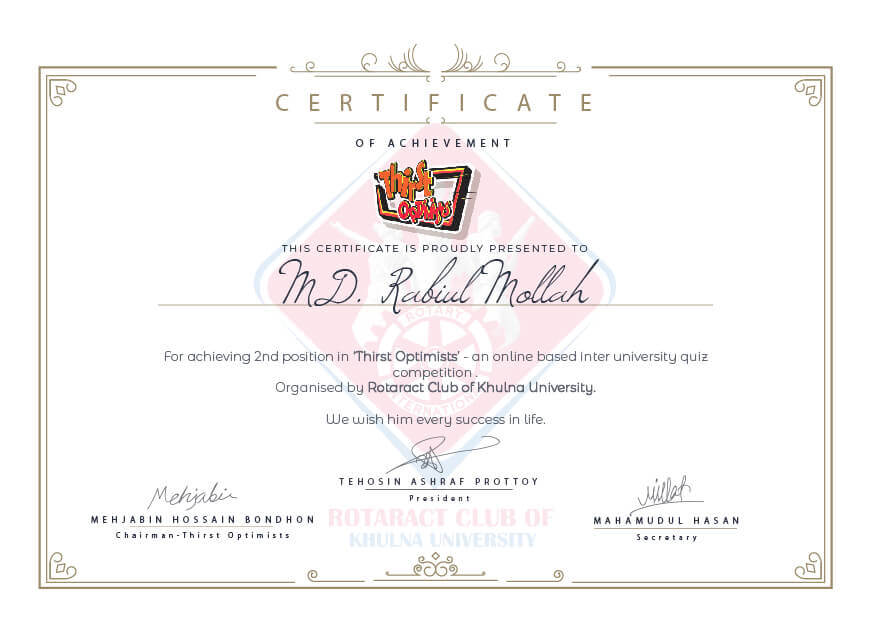 CERTIFICATE
OF ACHIEVEMENT
Thirst
Optimists
THIS CERTIFICATE IS PROUDLY PRESENTED TO
MD. Rabiul Mollah
ROTARY
INTERNATIONAL
For achieving 2nd position in 'Thirst Optimists' - an online based inter university quiz
competition .
Organised by Rotaract Club of Khulna University.
We wish him every success in life.
TEHOSIN ASHRAF PROTTOY
President
Mehjabin
MEHJABIN HOSSAIN BONDHON
Chairman-Thirst Optimists
ROTARACT CLUB OF
KHULNA UNIVERSITY
MAHAMUDUL HASAN
Secretary